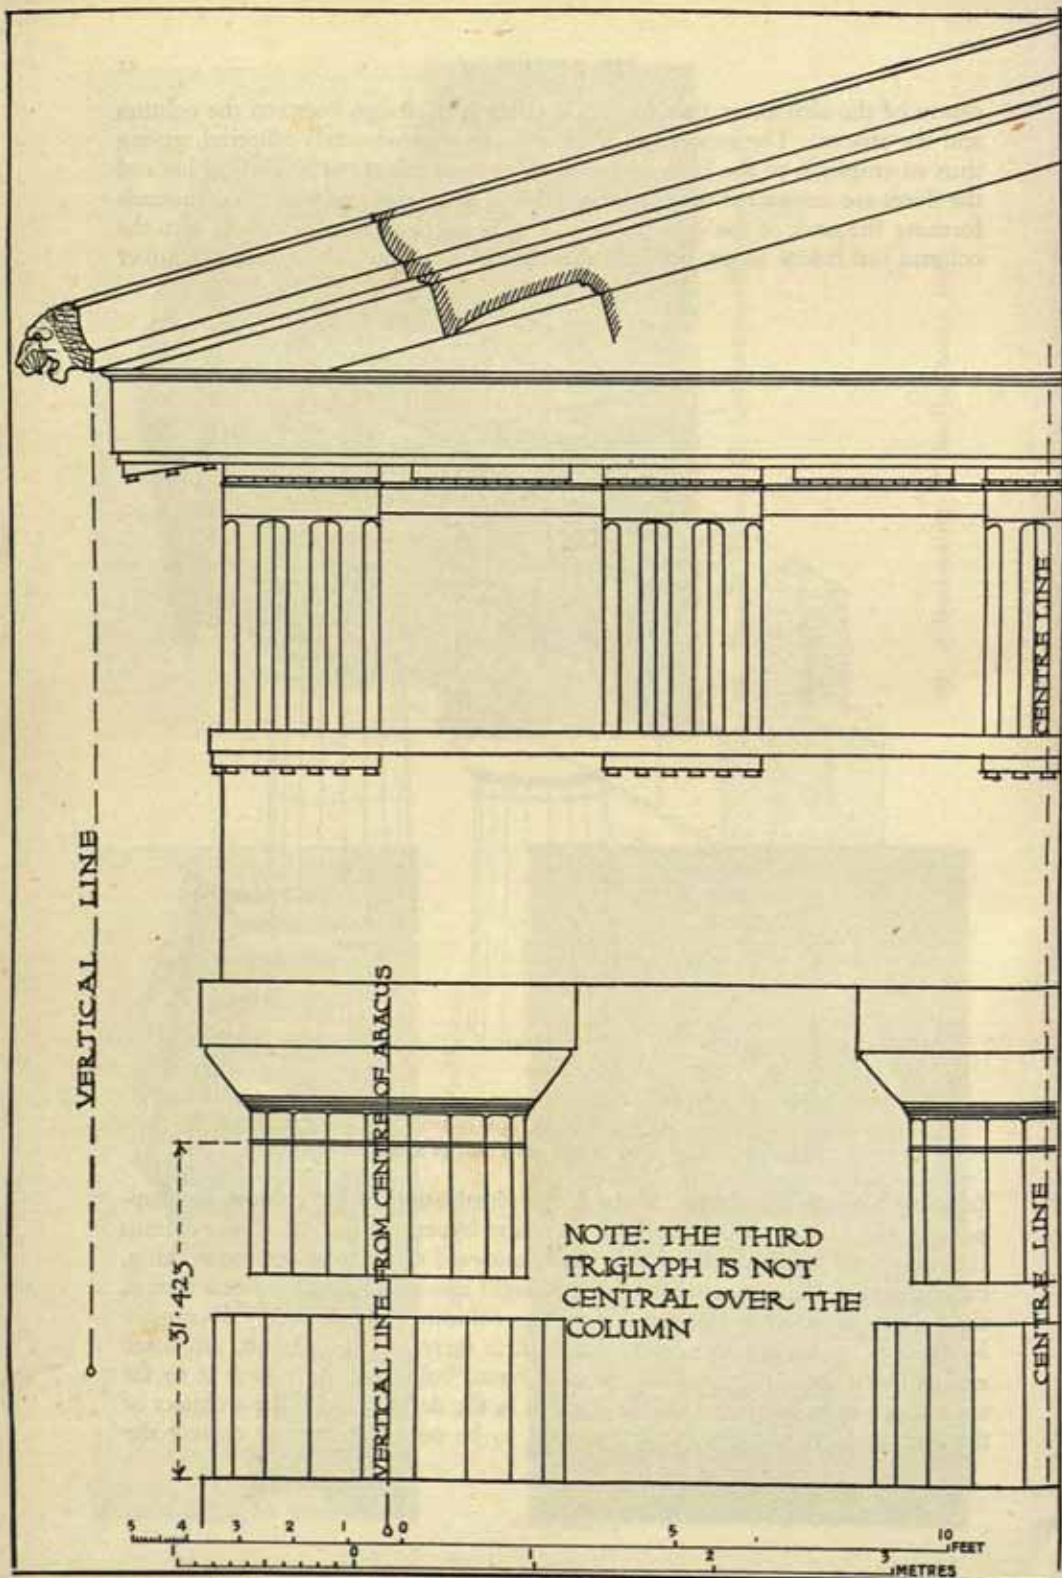 CENTRE LINE
VERTICAL LINE
VERTICAL LINE FROM CENTRE OF ABACUS
31·423
NOTE: THE THIRD
TRIGLYPH IS NOT
CENTRAL OVER THE
COLUMN
CENTRE LINE
5 4 3 2 1 0 5 10 FEET
1 0 1 2 3 METRES